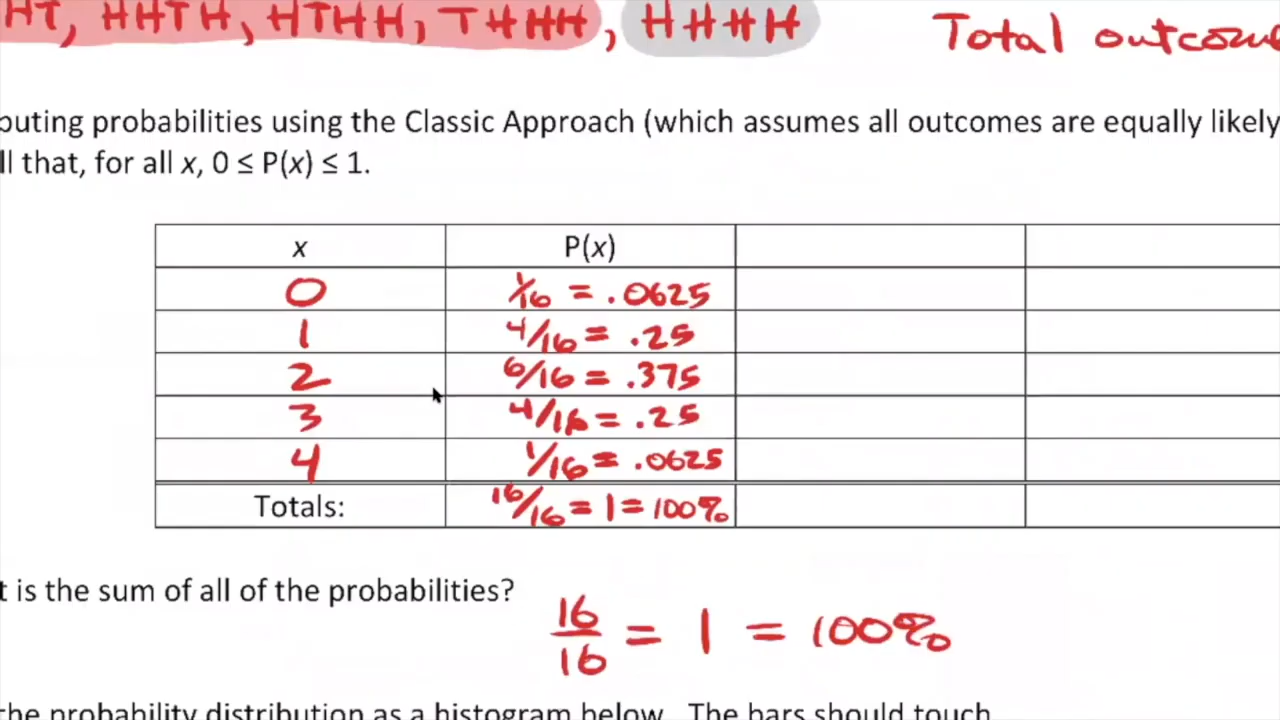 HT, HHTH, HTHH, THHH, HHHH
Total outcome
puting probabilities using the Classic Approach (which assumes all outcomes are equally likely
ll that, for all x, 0 ≤ P(x) ≤ 1.
x P(x)
0 1/16 = .0625
1 4/16 = .25
2 6/16 = .375
3 4/16 = .25
4 1/16 = .0625
Totals: 16/16 = 1 = 100%
t is the sum of all of the probabilities?
16/16 = 1 = 100%
the probability distribution as a histogram below. The bars should touch